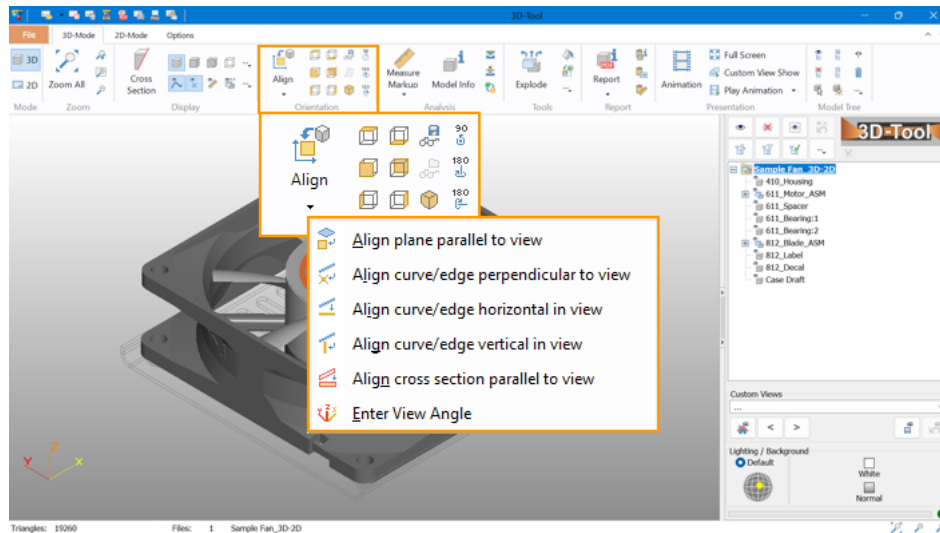 3D-Tool
File 3D-Mode 2D-Mode Options
3D
2D
Zoom All
Cross
Section
Align
Measure
Markuo
Model Info
Explode
Report
Animation
Full Screen
Custom View Show
Play Animation
Mode Zoom Display Orientation Analysis Tools Report Presentation Model Tree
Align
90
180
180
Align plane parallel to view
Align curve/edge perpendicular to view
Align curve/edge horizontal in view
Align curve/edge vertical in view
Align cross section parallel to view
Enter View Angle
Z
Y
X
3D-Tool
Sample Fan_3D-2D
410_Housing
611_Motor_ASM
611_Spacer
611_Bearing:1
611_Bearing:2
812_Blade_ASM
812_Label
812_Decal
Case Draft
Custom Views
...
< >
Lighting / Background
Default
White
Normal
Triangles: 19260 Files: 1 Sample Fan_3D-2D